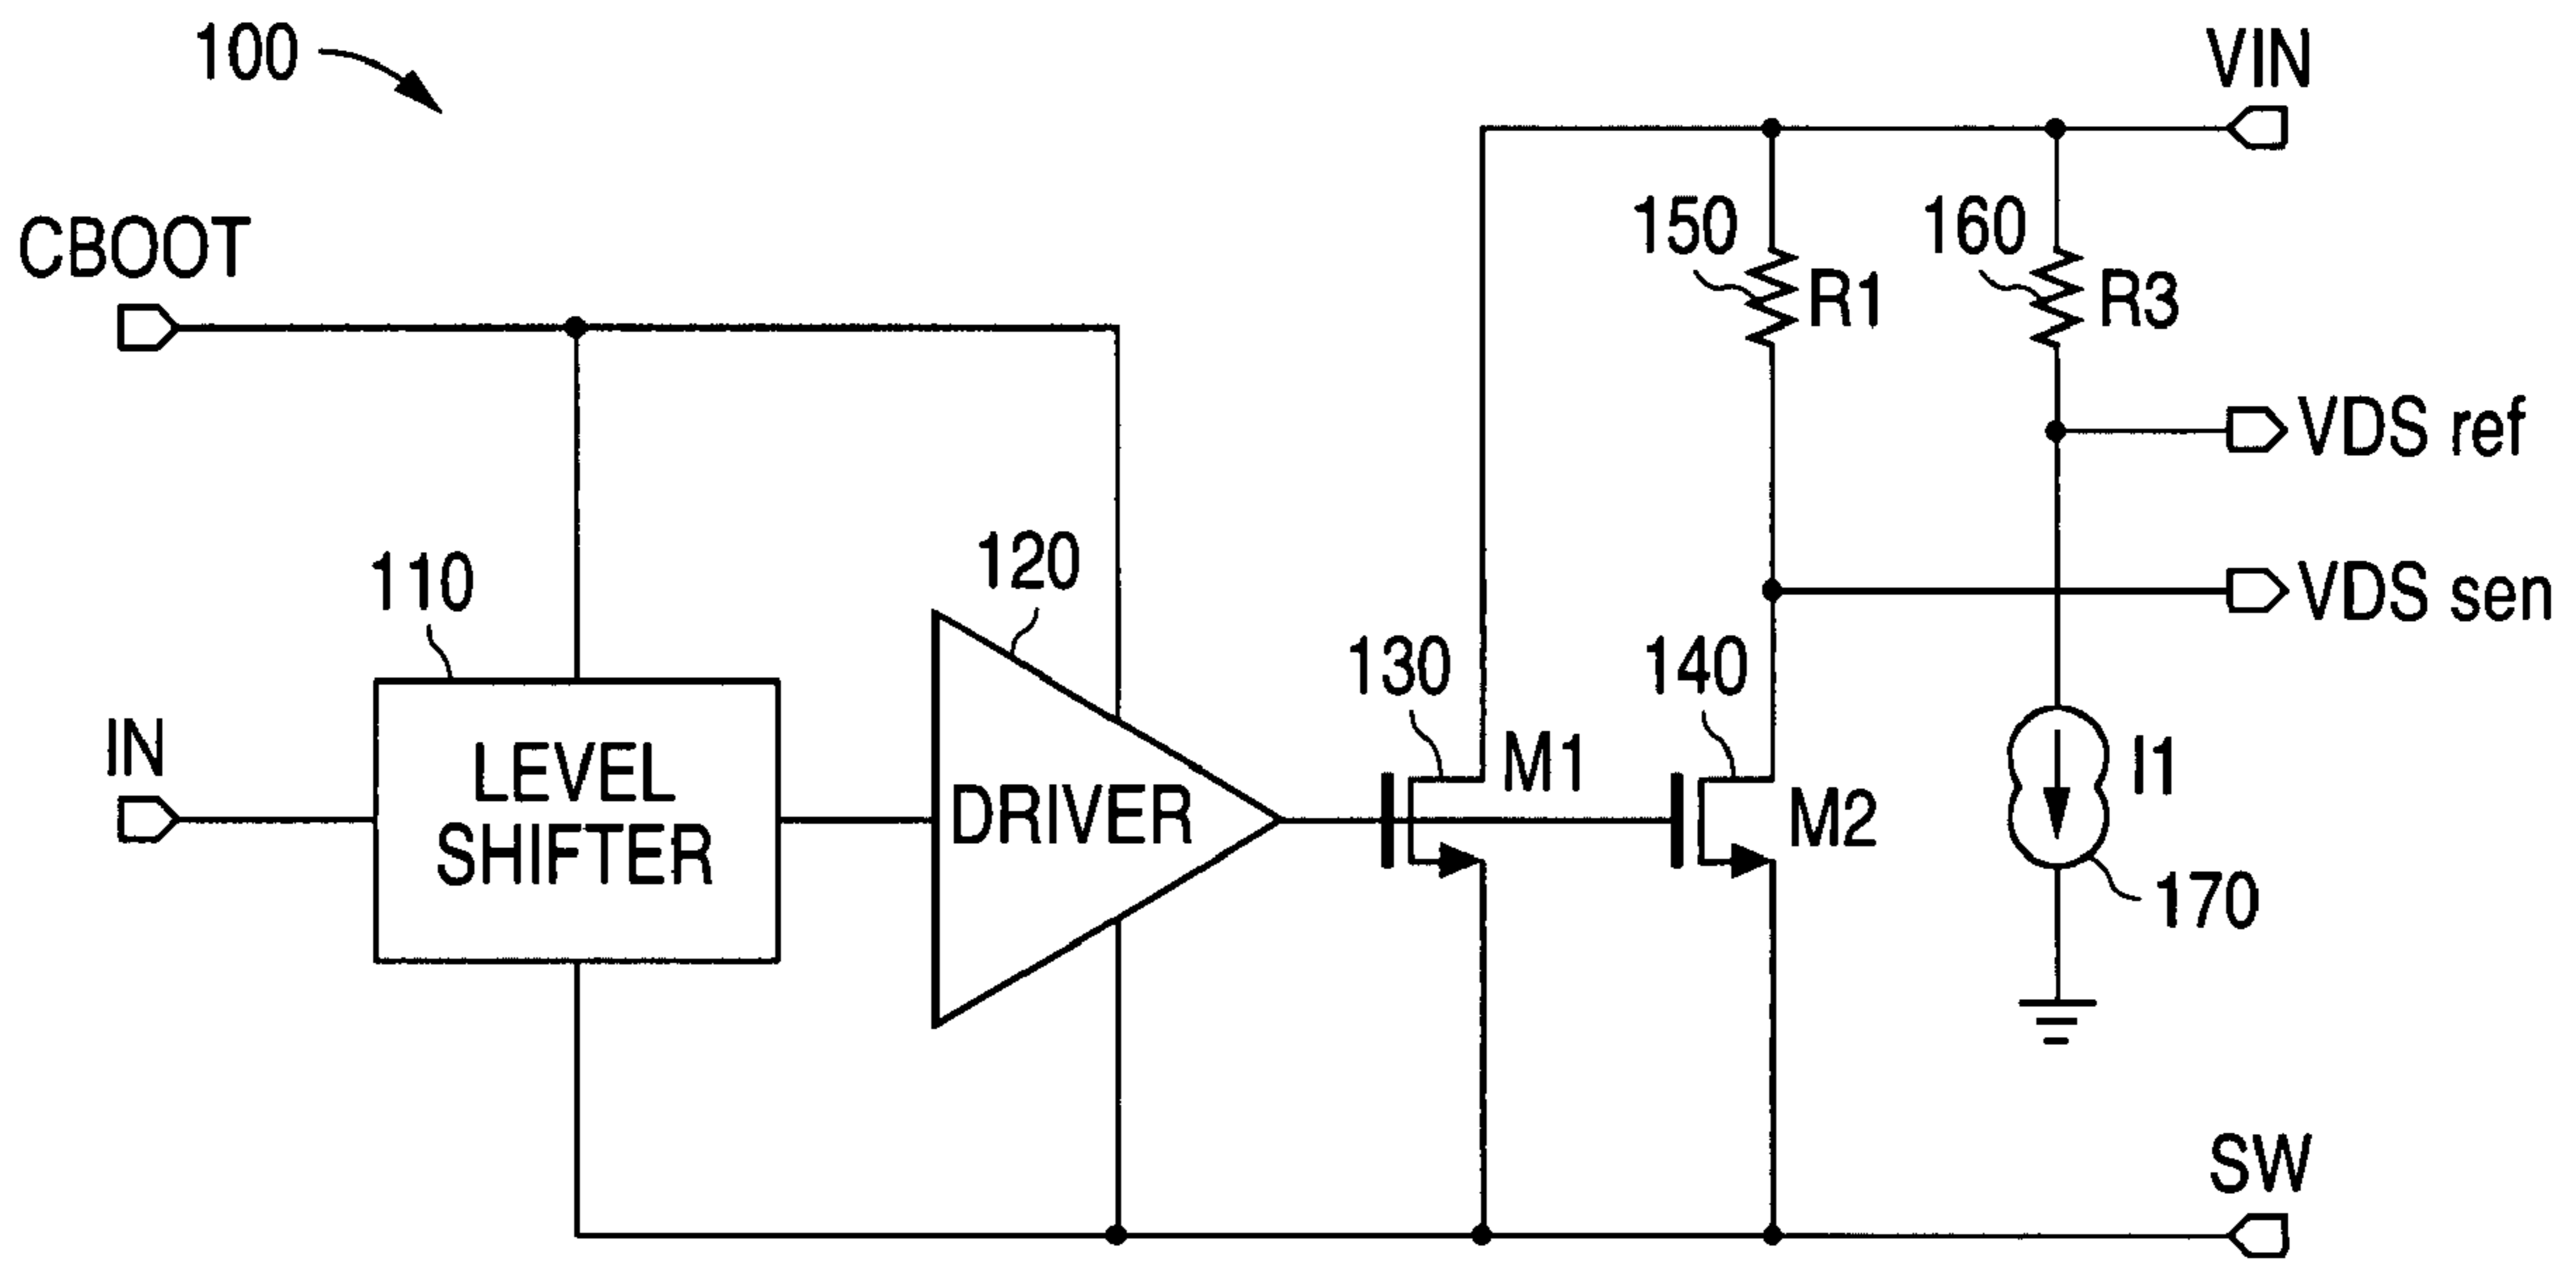 100
VIN
CBOOT
150
R1
160
R3
VDS ref
VDS sen
110
120
130
140
IN
LEVEL
SHIFTER
DRIVER
M1
M2
I1
170
SW